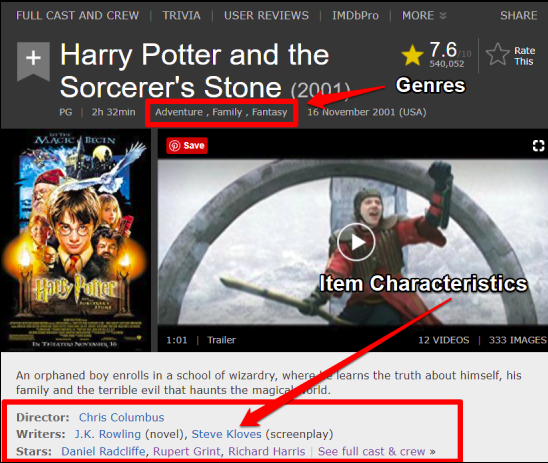 FULL CAST AND CREW | TRIVIA | USER REVIEWS | IMDbPro | MORE SHARE
+ Harry Potter and the
Sorcerer's Stone (2001)
7.6/10
540,052
Rate
This
Genres
PG | 2h 32min | Adventure , Family , Fantasy | 16 November 2001 (USA)
LET THE
MAGIC BEGIN
Harry Potter
AND THE
SORCERER'S STONE
IN THEATERS NOVEMBER 16
Save
Item Characteristics
1:01 | Trailer 12 VIDEOS | 333 IMAGES
An orphaned boy enrolls in a school of wizardry, where he learns the truth about himself, his
family and the terrible evil that haunts the magical world.
Director: Chris Columbus
Writers: J.K. Rowling (novel), Steve Kloves (screenplay)
Stars: Daniel Radcliffe, Rupert Grint, Richard Harris | See full cast & crew »